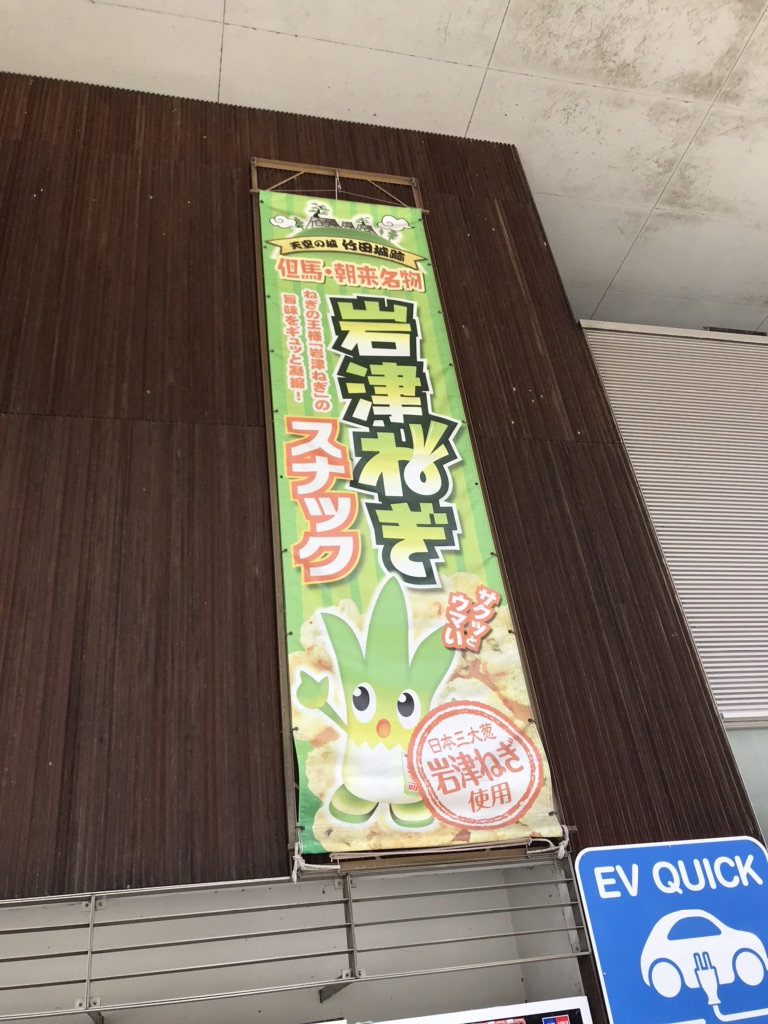 天空の城 竹田城跡
但馬・朝来名物
岩津ねぎ
ねぎの王様「岩津ねぎ」の
旨味をギュッと凝縮!
スナック
サクッと
ウマい
日本三大葱
岩津ねぎ
使用
EV QUICK